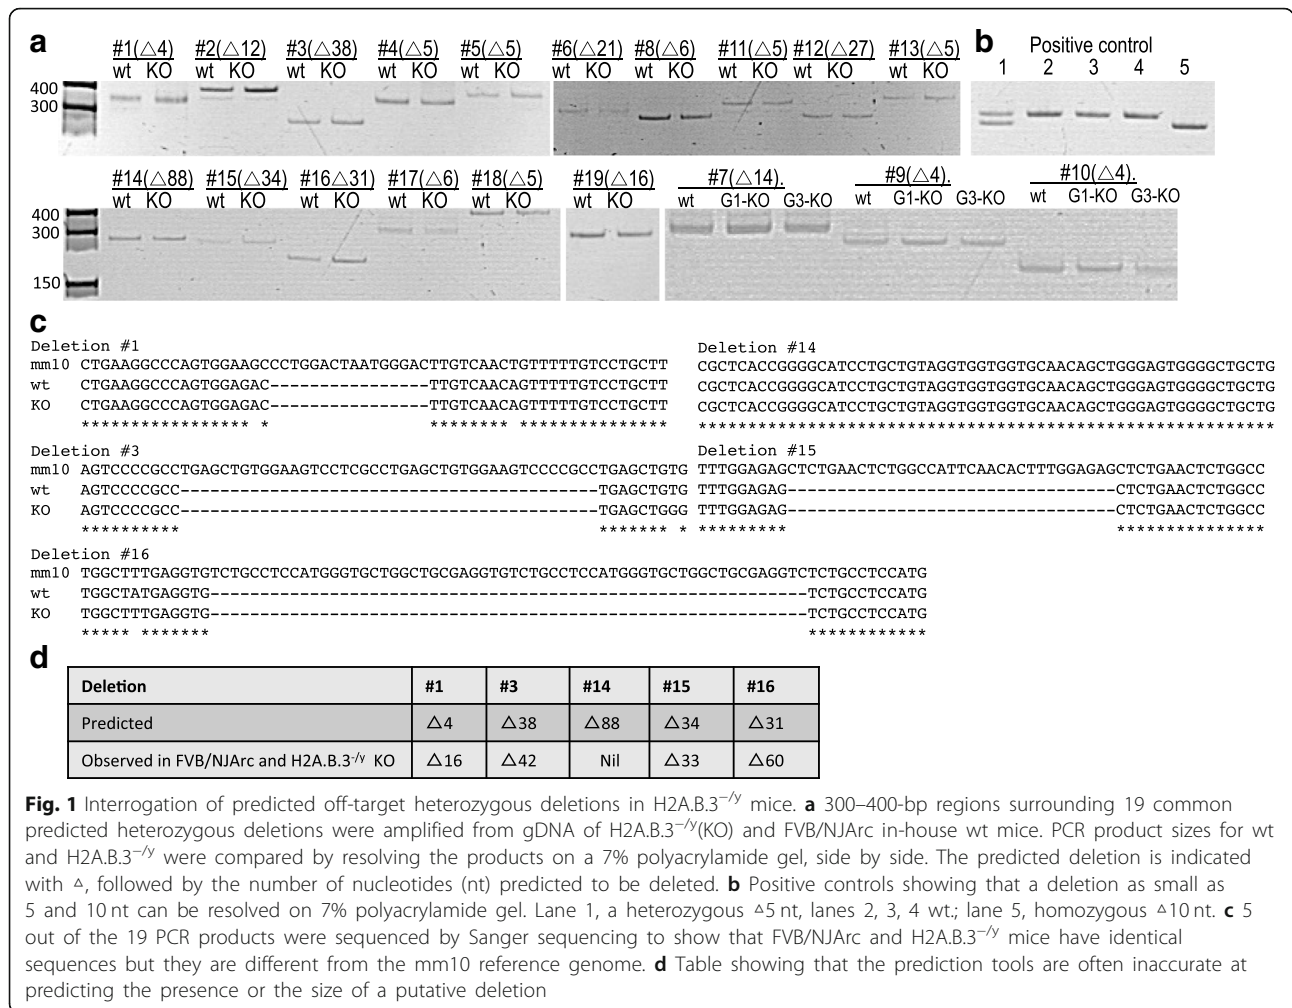 a
#1(△4) #2(△12) #3(△38) #4(△5) #5(△5) #6(△21) #8(△6) #11(△5) #12(△27) #13(△5)
wt KO wt KO wt KO wt KO wt KO wt KO wt KO wt KO wt KO wt KO
400
300
b
Positive control
1 2 3 4 5
#14(△88) #15(△34) #16△31) #17(△6) #18(△5) #19(△16) #7(△14). #9(△4). #10(△4).
wt KO wt KO wt KO wt KO wt KO wt KO wt G1-KO G3-KO wt G1-KO G3-KO wt G1-KO G3-KO
400
300
150
c
Deletion #1
mm10 CTGAAGGCCCAGTGGAAGCCCTGGACTAATGGGACTTGTCAACTGTTTTTGTCCTGCTT
wt CTGAAGGCCCAGTGGAGAC----------------TTGTCAACAGTTTTTGTCCTGCTT
KO CTGAAGGCCCAGTGGAGAC----------------TTGTCAACAGTTTTTGTCCTGCTT
***************** * ******** ***************
Deletion #14
CGCTCACCGGGGCATCCTGCTGTAGGTGGTGGTGCAACAGCTGGGAGTGGGGCTGCTG
CGCTCACCGGGGCATCCTGCTGTAGGTGGTGGTGCAACAGCTGGGAGTGGGGCTGCTG
CGCTCACCGGGGCATCCTGCTGTAGGTGGTGGTGCAACAGCTGGGAGTGGGGCTGCTG
**********************************************************
Deletion #3
mm10 AGTCCCCGCCTGAGCTGTGGAAGTCCTCGCCTGAGCTGTGGAAGTCCCCGCCTGAGCTGTG
wt AGTCCCCGCC------------------------------------------TGAGCTGTG
KO AGTCCCCGCC------------------------------------------TGAGCTGGG
********** ******* *
Deletion #15
TTTGGAGAGCTCTGAACTCTGGCCATTCAACACTTTGGAGAGCTCTGAACTCTGGCC
TTTGGAGAG---------------------------------CTCTGAACTCTGGCC
TTTGGAGAG---------------------------------CTCTGAACTCTGGCC
********* ***************
Deletion #16
mm10 TGGCTTTGAGGTGTCTGCCTCCATGGGTGCTGGCTGCGAGGTGTCTGCCTCCATGGGTGCTGGCTGCGAGGTCTCTGCCTCCATG
wt TGGCTATGAGGTG------------------------------------------------------------TCTGCCTCCATG
KO TGGCTTTGAGGTG------------------------------------------------------------TCTGCCTCCATG
***** ******* ************
d
Deletion #1 #3 #14 #15 #16
Predicted △4 △38 △88 △34 △31
Observed in FVB/NJArc and H2A.B.3-/y KO △16 △42 Nil △33 △60
Fig. 1 Interrogation of predicted off-target heterozygous deletions in H2A.B.3−/y mice. a 300–400-bp regions surrounding 19 common
predicted heterozygous deletions were amplified from gDNA of H2A.B.3−/y(KO) and FVB/NJArc in-house wt mice. PCR product sizes for wt
and H2A.B.3−/y were compared by resolving the products on a 7% polyacrylamide gel, side by side. The predicted deletion is indicated
with △, followed by the number of nucleotides (nt) predicted to be deleted. b Positive controls showing that a deletion as small as
5 and 10 nt can be resolved on 7% polyacrylamide gel. Lane 1, a heterozygous △5 nt, lanes 2, 3, 4 wt.; lane 5, homozygous △10 nt. c 5
out of the 19 PCR products were sequenced by Sanger sequencing to show that FVB/NJArc and H2A.B.3−/y mice have identical
sequences but they are different from the mm10 reference genome. d Table showing that the prediction tools are often inaccurate at
predicting the presence or the size of a putative deletion